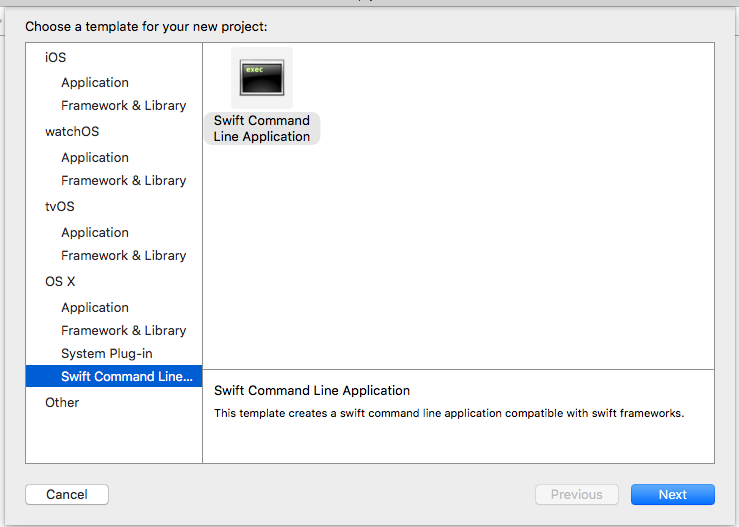 Choose a template for your new project:
iOS
Application
Framework & Library
watchOS
Application
Framework & Library
tvOS
Application
Framework & Library
OS X
Application
Framework & Library
System Plug-in
Swift Command Line...
Other
exec
Swift Command
Line Application
Swift Command Line Application
This template creates a swift command line application compatible with swift frameworks.
Cancel
Previous
Next